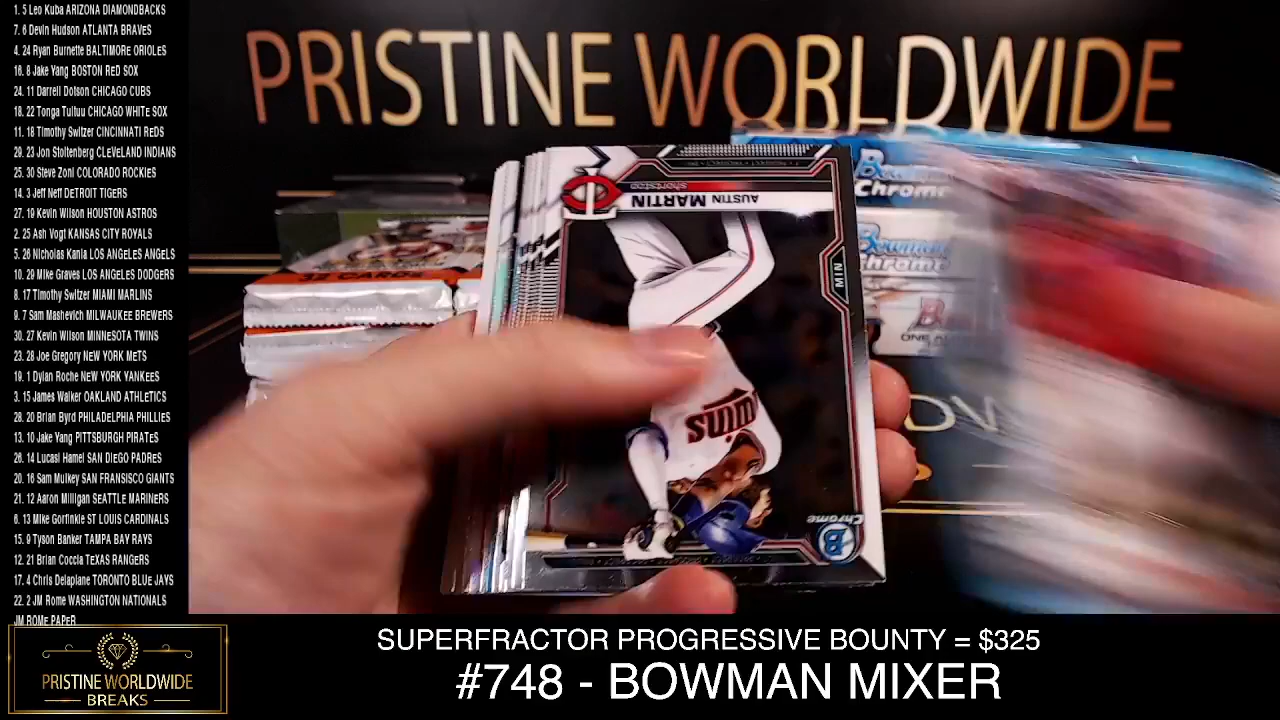 1. 5 Leo Kuba ARIZONA DIAMONDBACKS
7. 6 Devin Hudson ATLANTA BRAVES
4. 24 Ryan Burnette BALTIMORE ORIOLES
16. 8 Jake Yang BOSTON RED SOX
24. 11 Darrell Dotson CHICAGO CUBS
18. 22 Tonga Tuituu CHICAGO WHITE SOX
11. 18 Timothy Switzer CINCINNATI REDS
29. 23 Jon Stoltenberg CLEVELAND INDIANS
25. 30 Steve Zoni COLORADO ROCKIES
14. 3 Jeff Neff DETROIT TIGERS
27. 19 Kevin Wilson HOUSTON ASTROS
2. 25 Ash Vogt KANSAS CITY ROYALS
5. 26 Nicholas Kania LOS ANGELES ANGELS
10. 29 Mike Graves LOS ANGELES DODGERS
8. 17 Timothy Switzer MIAMI MARLINS
9. 7 Sam Mashevich MILWAUKEE BREWERS
30. 27 Kevin Wilson MINNESOTA TWINS
23. 28 Joe Gregory NEW YORK METS
19. 1 Dylan Roche NEW YORK YANKEES
3. 15 James Walker OAKLAND ATHLETICS
28. 20 Brian Byrd PHILADELPHIA PHILLIES
13. 10 Jake Yang PITTSBURGH PIRATES
26. 14 Lucasl Hamel SAN DIEGO PADRES
20. 16 Sam Mulkey SAN FRANSISCO GIANTS
21. 12 Aaron Milligan SEATTLE MARINERS
6. 13 Mike Gorfinkle ST LOUIS CARDINALS
15. 9 Tyson Banker TAMPA BAY RAYS
12. 21 Brian Coccia TEXAS RANGERS
17. 4 Chris Delaplane TORONTO BLUE JAYS
22. 2 JM Rome WASHINGTON NATIONALS
JM ROME PAPER
PRISTINE WORLDWIDE
BREAKS
PRISTINE WORLDWIDE
Bowman
Chrome
Bowman
Chrome
shortstop
AUSTIN MARTIN
MIN
Twins
Chrome
B
SUPERFRACTOR PROGRESSIVE BOUNTY = $325
#748 - BOWMAN MIXER